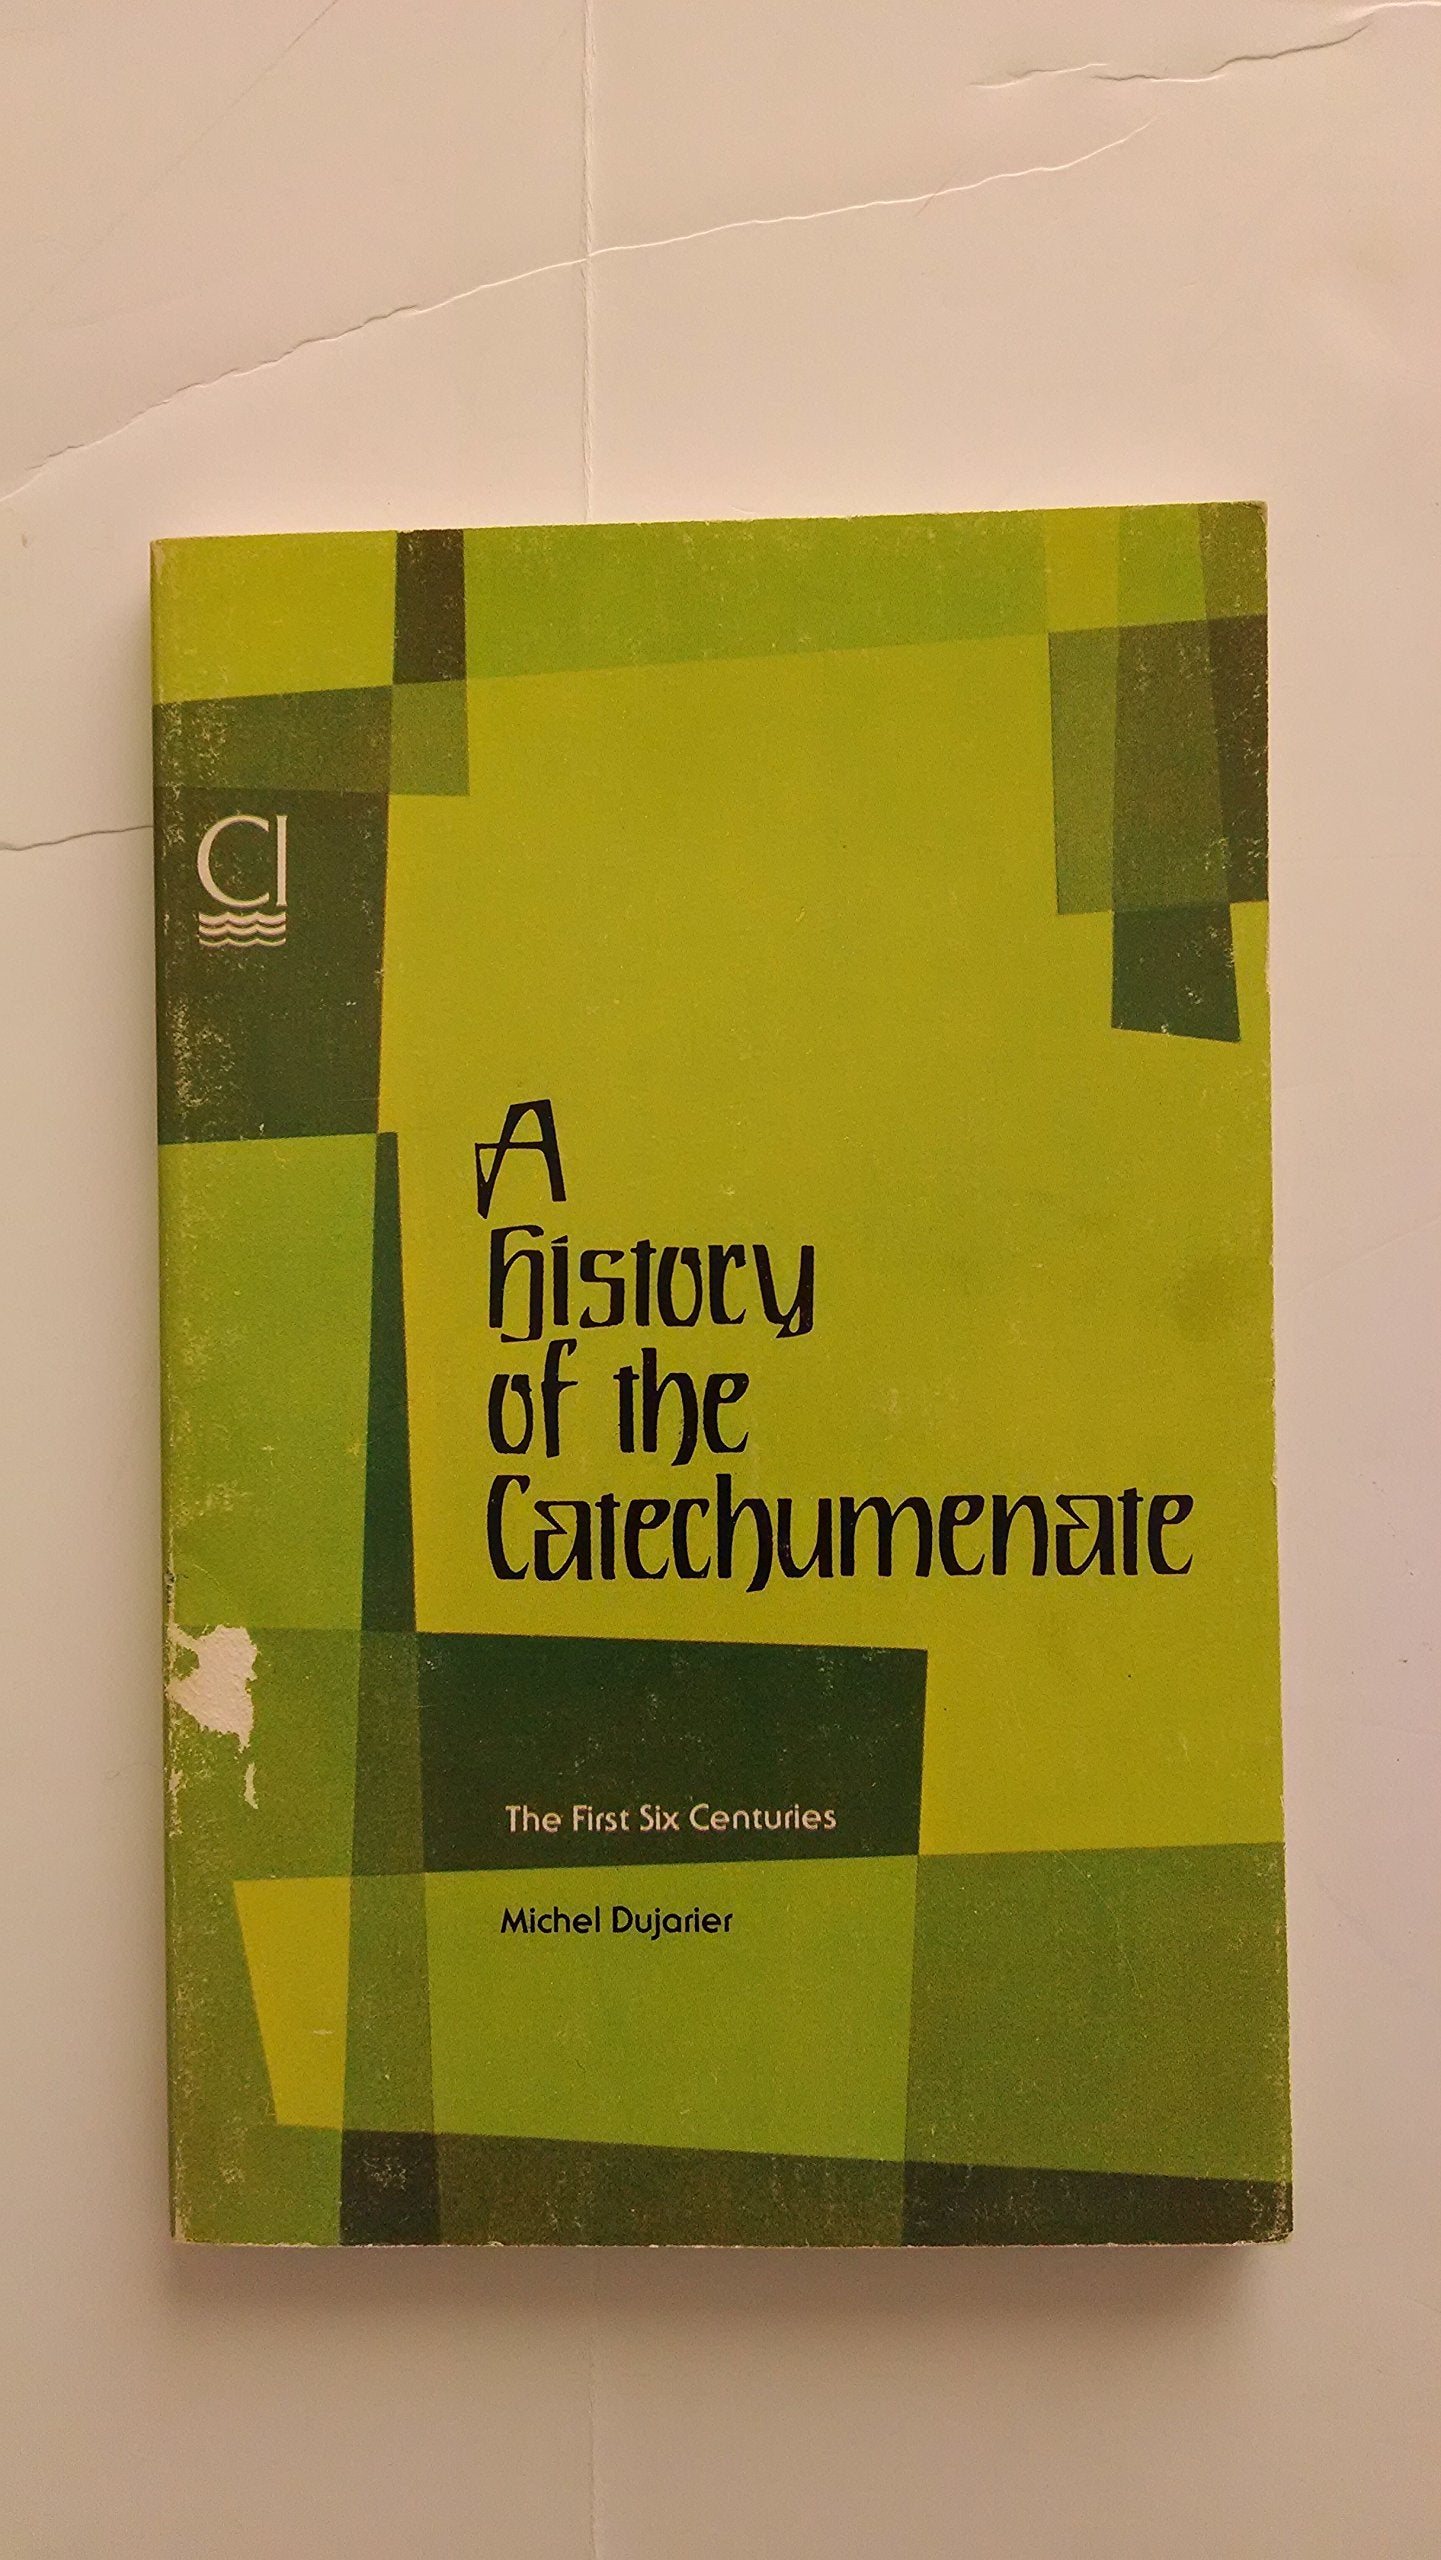 CI
A
history
of the
Catechumenate
The First Six Centuries
Michel Dujarier